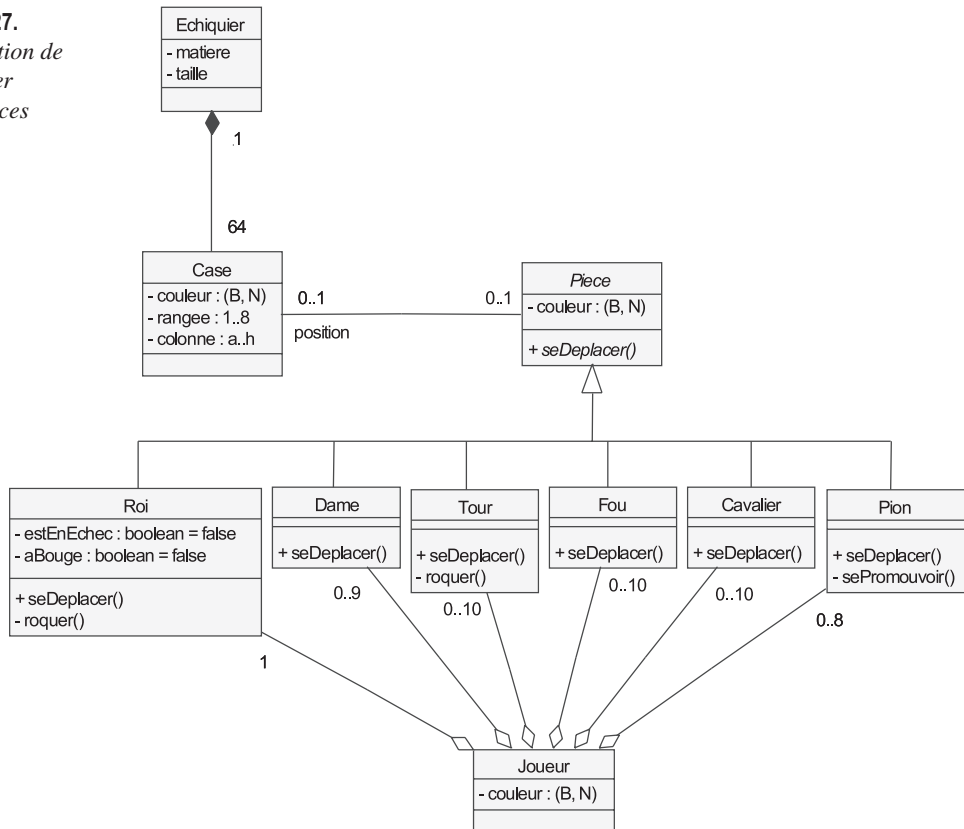 27.
tion de
er
ces
Echiquier
- matiere
- taille
1
64
Case
- couleur : (B, N)
- rangee : 1..8
- colonne : a..h
0..1
position
0..1
Piece
- couleur : (B, N)
+ seDeplacer()
Roi
- estEnEchec : boolean = false
- aBouge : boolean = false
+ seDeplacer()
- roquer()
Dame
+ seDeplacer()
Tour
+ seDeplacer()
- roquer()
Fou
+ seDeplacer()
Cavalier
+ seDeplacer()
Pion
+ seDeplacer()
- sePromouvoir()
1
0..9
0..10
0..10
0..10
0..8
Joueur
- couleur : (B, N)